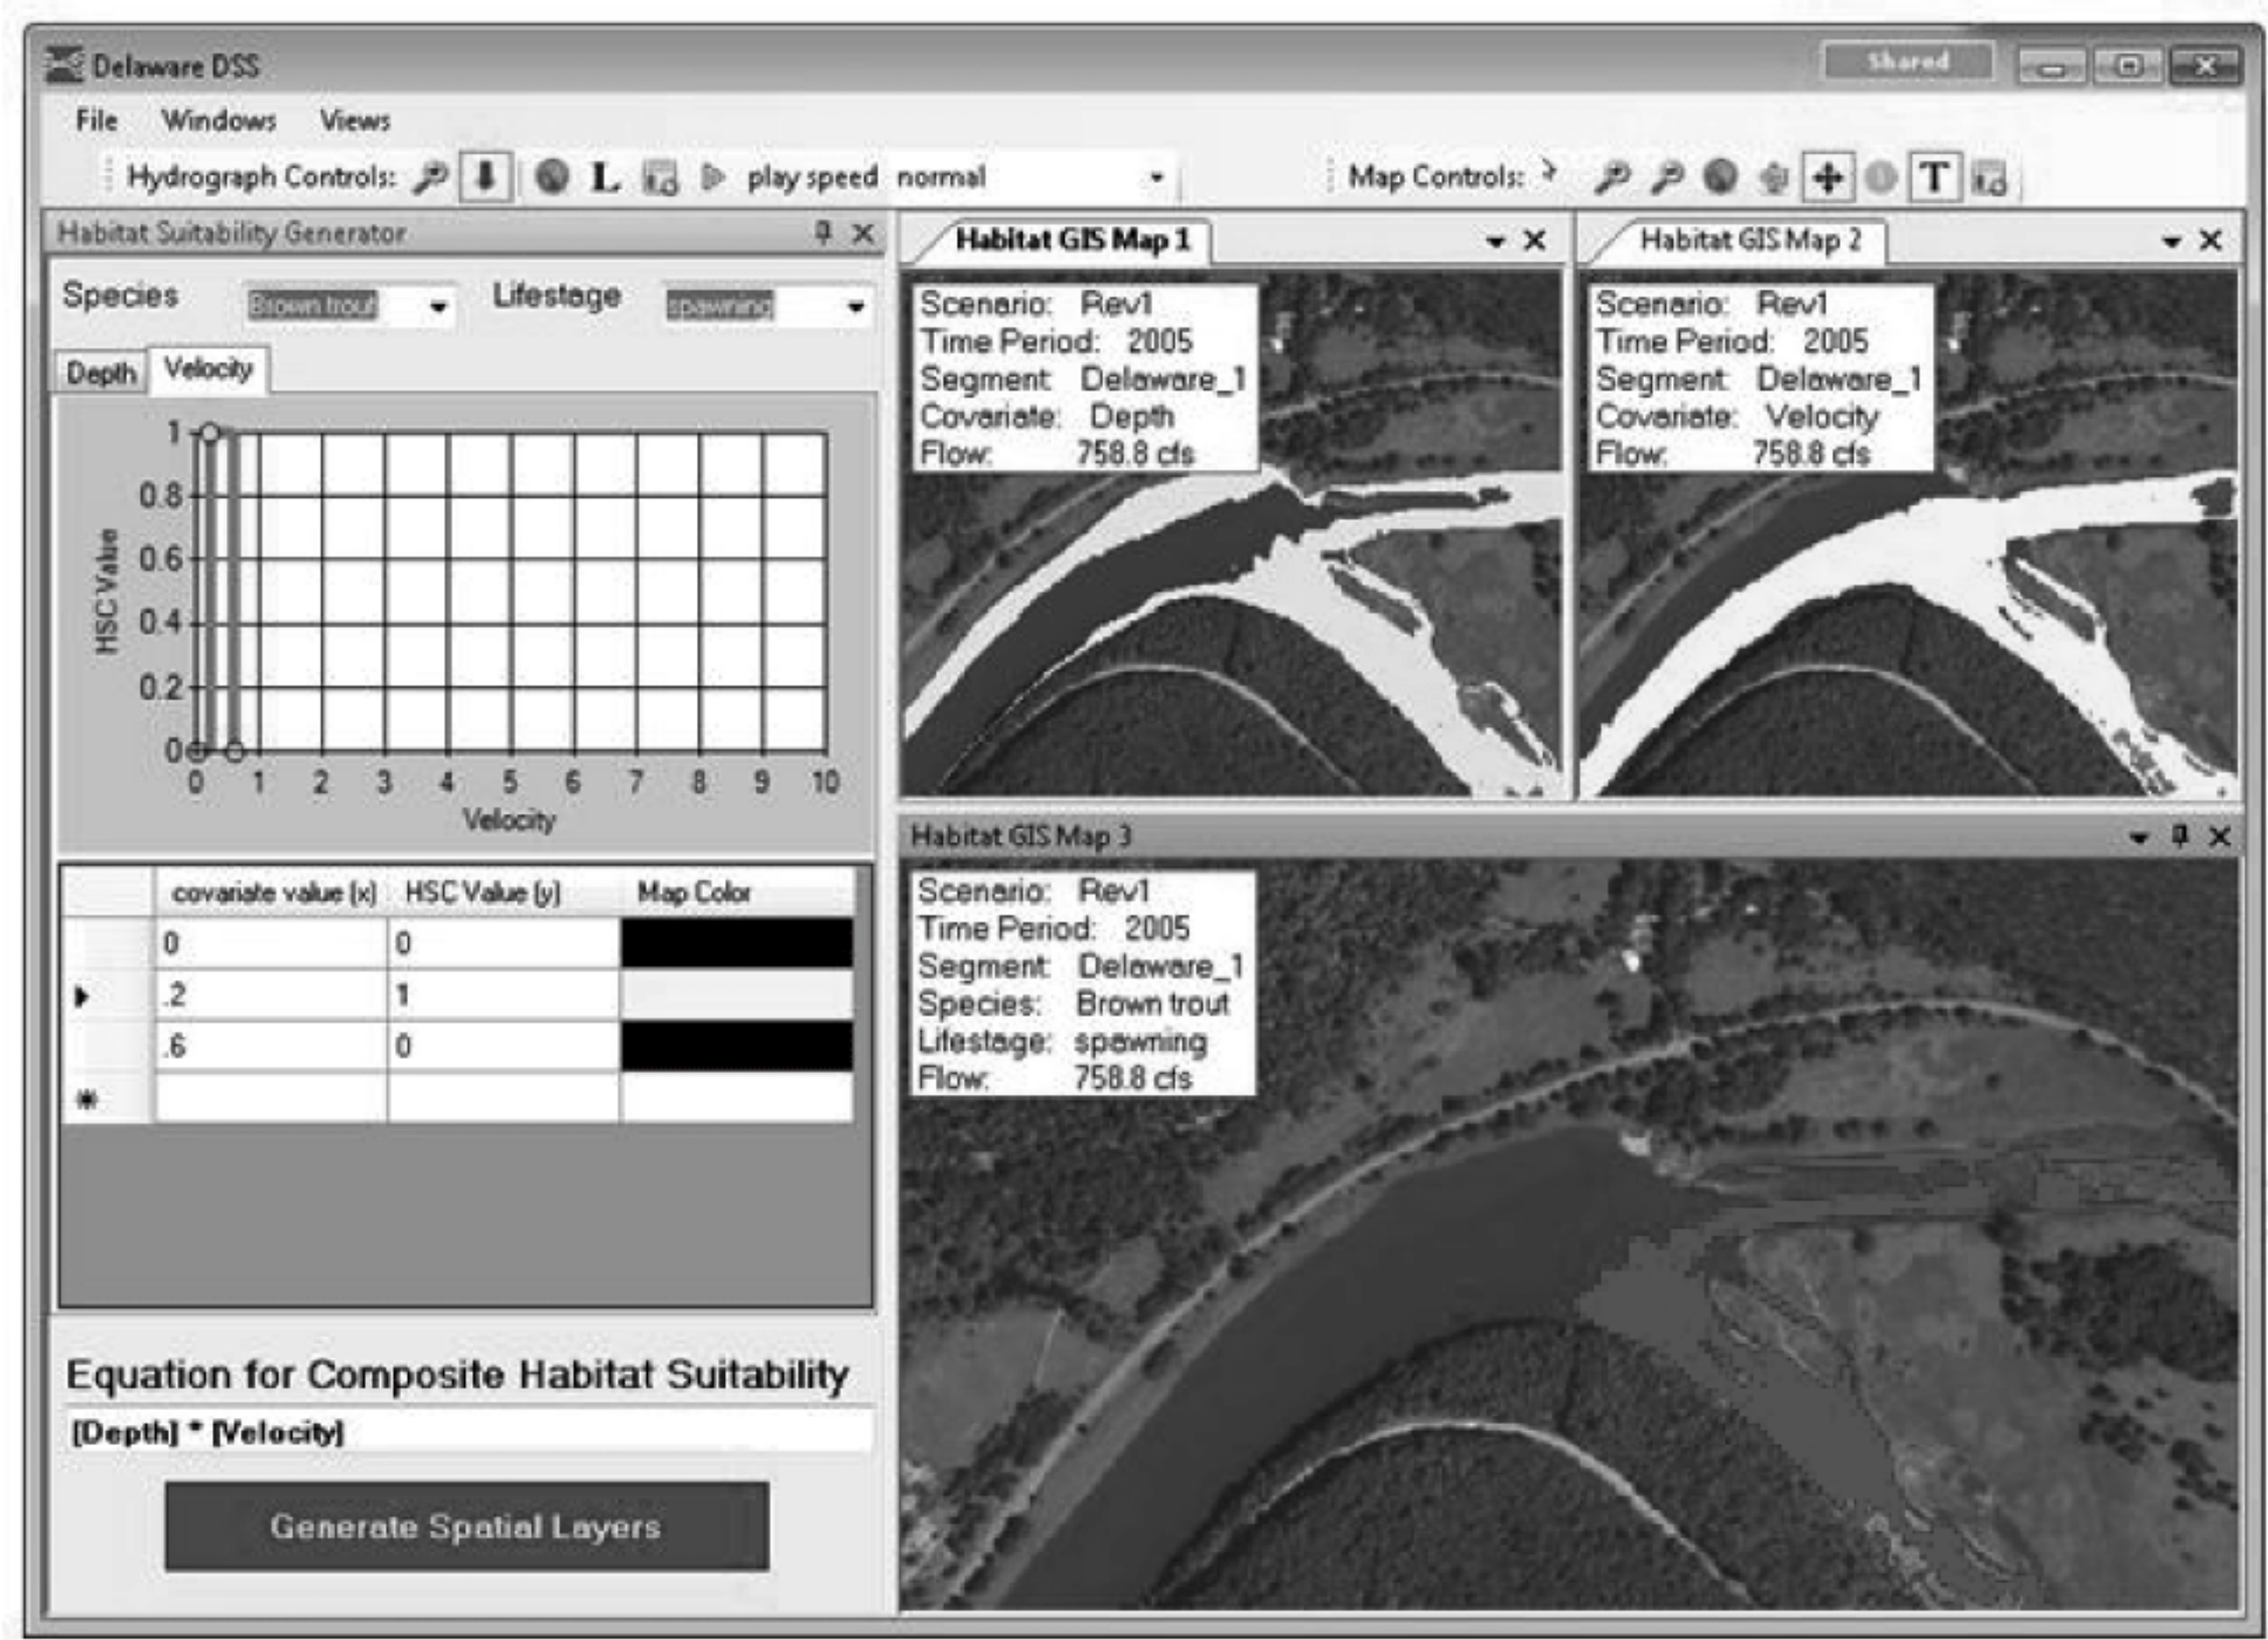 Delaware DSS
Shared
File Windows Views
Hydrograph Controls: L play speed normal
Map Controls: T
Habitat Suitability Generator
Species Brown trout Lifestage spawning
Depth Velocity
1
0.8
0.6
0.4
0.2
0
HSC Value
0 1 2 3 4 5 6 7 8 9 10
Velocity
covariate value (x) HSC Value (y) Map Color
0 0
.2 1
.6 0
Equation for Composite Habitat Suitability
[Depth] * [Velocity]
Generate Spatial Layers
Habitat GIS Map 1
Scenario: Rev1
Time Period: 2005
Segment: Delaware_1
Covariate: Depth
Flow: 758.8 cfs
Habitat GIS Map 2
Scenario: Rev1
Time Period: 2005
Segment: Delaware_1
Covariate: Velocity
Flow: 758.8 cfs
Habitat GIS Map 3
Scenario: Rev1
Time Period: 2005
Segment: Delaware_1
Species: Brown trout
Lifestage: spawning
Flow: 758.8 cfs